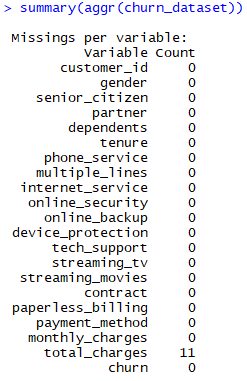 > summary(aggr(churn_dataset))
Missings per variable:
Variable Count
customer_id 0
gender 0
senior_citizen 0
partner 0
dependents 0
tenure 0
phone_service 0
multiple_lines 0
internet_service 0
online_security 0
online_backup 0
device_protection 0
tech_support 0
streaming_tv 0
streaming_movies 0
contract 0
paperless_billing 0
payment_method 0
monthly_charges 0
total_charges 11
churn 0